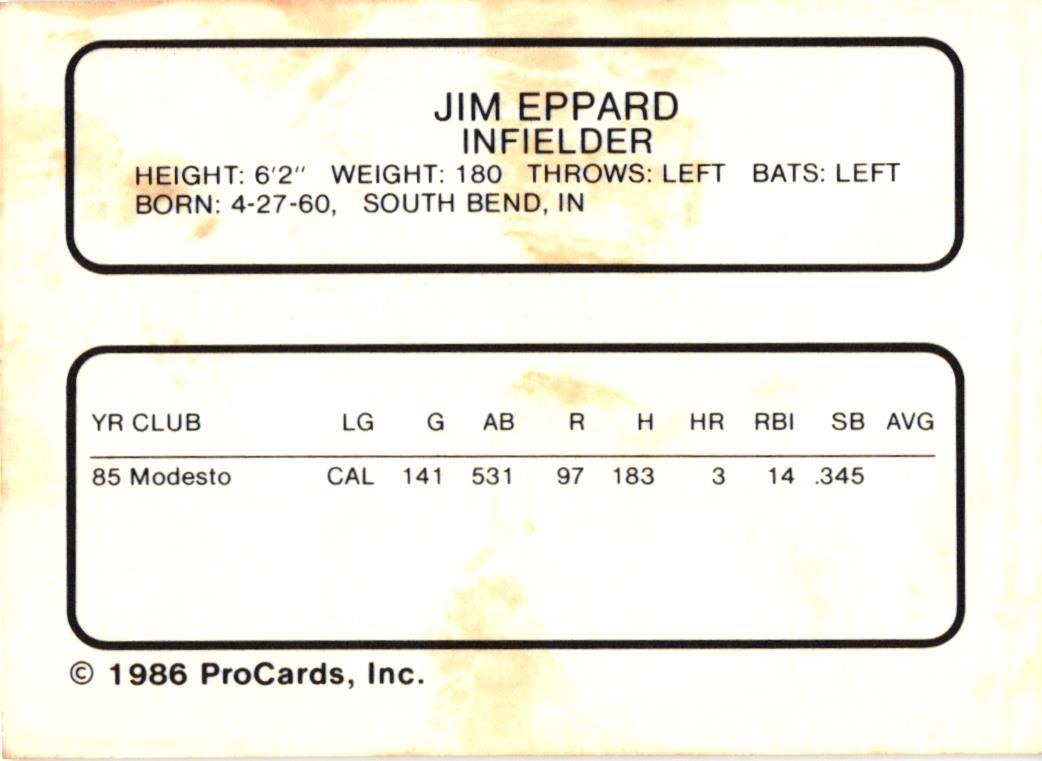 JIM EPPARD
INFIELDER
HEIGHT: 6'2" WEIGHT: 180 THROWS: LEFT BATS: LEFT
BORN: 4-27-60, SOUTH BEND, IN
YR CLUB LG G AB R H HR RBI SB AVG
85 Modesto CAL 141 531 97 183 3 14 .345
© 1986 ProCards, Inc.